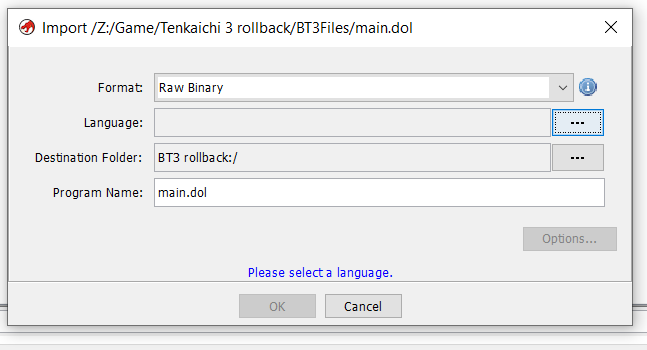 Import /Z:/Game/Tenkaichi 3 rollback/BT3Files/main.dol
Format: Raw Binary
Language: ...
Destination Folder: BT3 rollback:/ ...
Program Name: main.dol
Options...
Please select a language.
OK Cancel